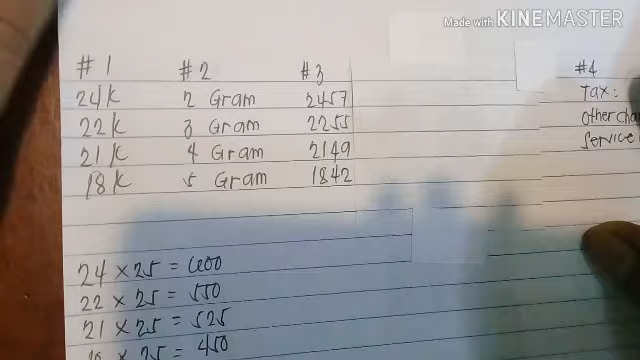 Made with KINEMASTER
#1 #2 #3 #4
24K 2 Gram 2457 Tax:
22K 3 Gram 2255
21K 4 Gram 2149 Service
18K 5 Gram 1842
24 × 25 = 600
22 × 25 = 550
21 × 25 = 525
18 × 25 = 450